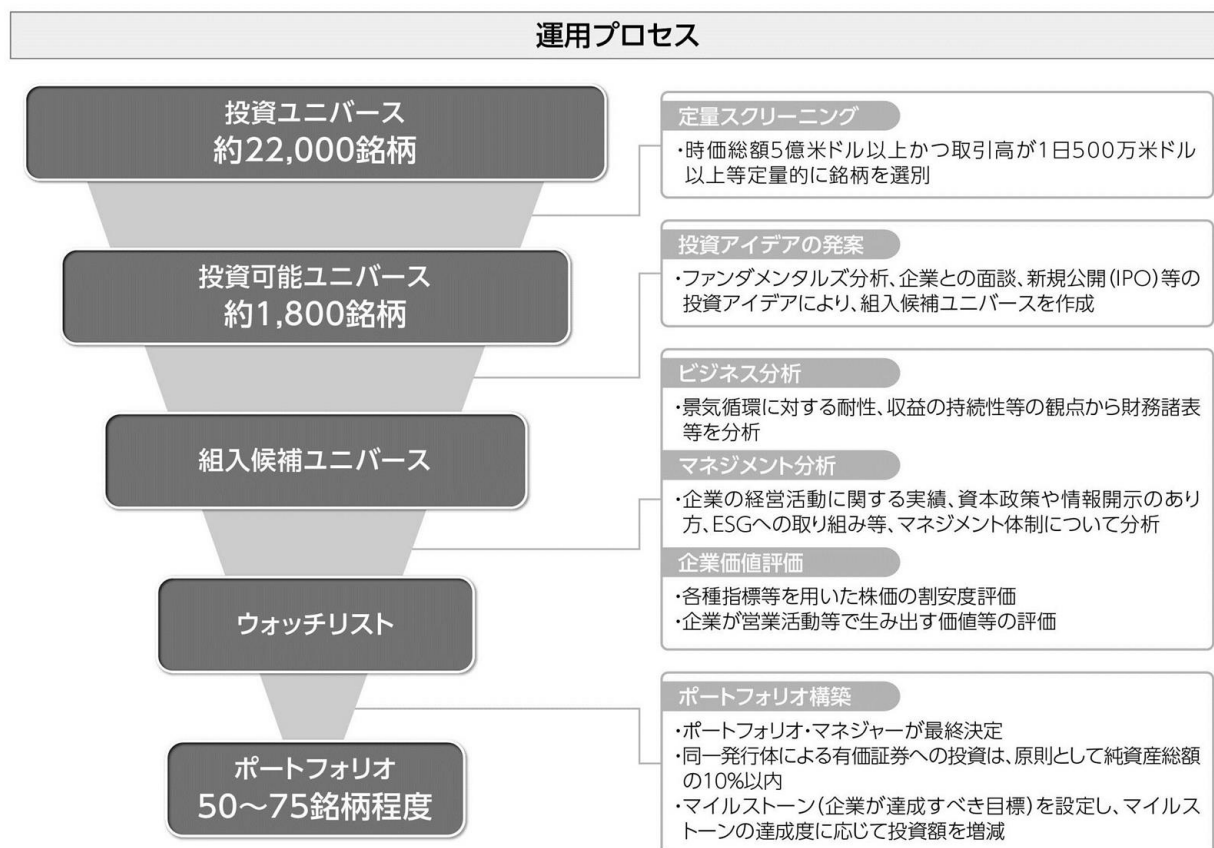 運用プロセス
投資ユニバース
約22,000銘柄
定量スクリーニング
・時価総額5億米ドル以上かつ取引高が1日500万米ドル
以上等定量的に銘柄を選別
投資可能ユニバース
約1,800銘柄
投資アイデアの発案
・ファンダメンタルズ分析、企業との面談、新規公開(IPO)等の
投資アイデアにより、組入候補ユニバースを作成
組入候補ユニバース
ビジネス分析
・景気循環に対する耐性、収益の持続性等の観点から財務諸表
等を分析
マネジメント分析
・企業の経営活動に関する実績、資本政策や情報開示のあり
方、ESGへの取り組み等、マネジメント体制について分析
企業価値評価
・各種指標等を用いた株価の割安度評価
・企業が営業活動等で生み出す価値等の評価
ウォッチリスト
ポートフォリオ
50〜75銘柄程度
ポートフォリオ構築
・ポートフォリオ・マネジャーが最終決定
・同一発行体による有価証券への投資は、原則として純資産総額
の10%以内
・マイルストーン(企業が達成すべき目標)を設定し、マイルス
トーンの達成度に応じて投資額を増減